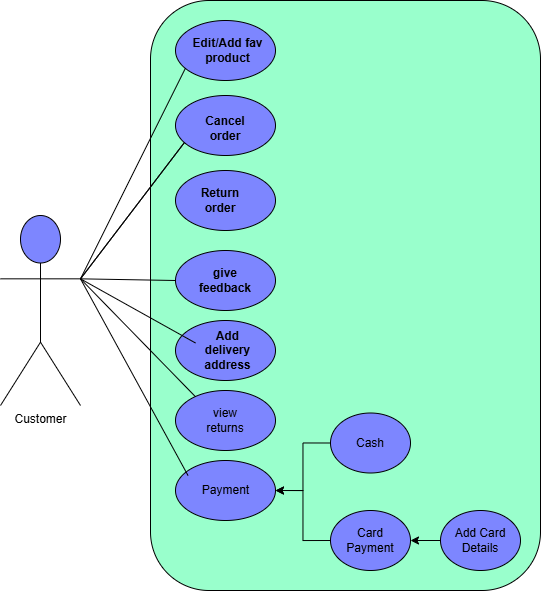 Edit/Add fav
product
Cancel
order
Return
order
give
feedback
Add
delivery
address
view
returns
Customer
Payment
Cash
Card
Payment
Add Card
Details